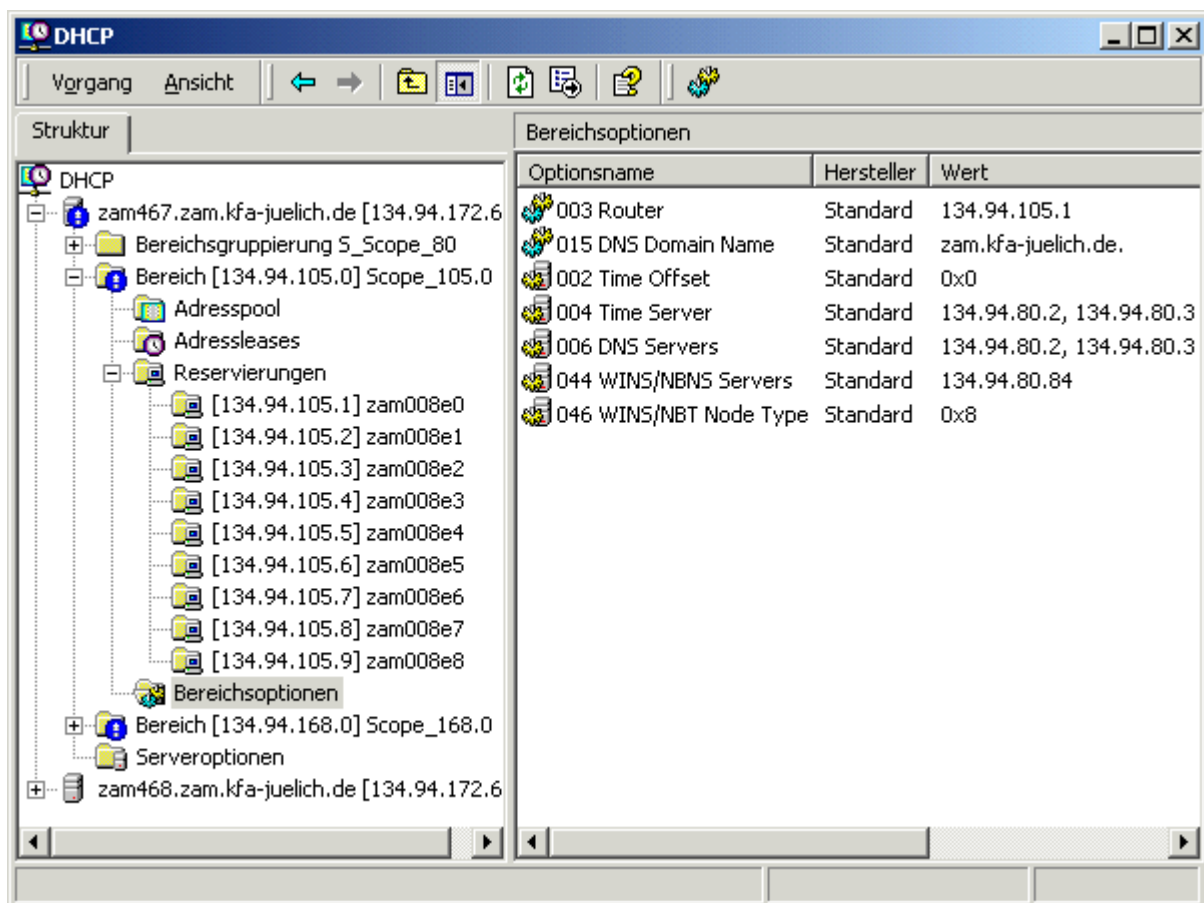 DHCP
Vorgang Ansicht
Struktur
DHCP
zam467.zam.kfa-juelich.de [134.94.172.6
Bereichsgruppierung S_Scope_80
Bereich [134.94.105.0] Scope_105.0
Adresspool
Adressleases
Reservierungen
[134.94.105.1] zam008e0
[134.94.105.2] zam008e1
[134.94.105.3] zam008e2
[134.94.105.4] zam008e3
[134.94.105.5] zam008e4
[134.94.105.6] zam008e5
[134.94.105.7] zam008e6
[134.94.105.8] zam008e7
[134.94.105.9] zam008e8
Bereichsoptionen
Bereich [134.94.168.0] Scope_168.0
Serveroptionen
zam468.zam.kfa-juelich.de [134.94.172.6
Bereichsoptionen
Optionsname Hersteller Wert
003 Router Standard 134.94.105.1
015 DNS Domain Name Standard zam.kfa-juelich.de.
002 Time Offset Standard 0x0
004 Time Server Standard 134.94.80.2, 134.94.80.3
006 DNS Servers Standard 134.94.80.2, 134.94.80.3
044 WINS/NBNS Servers Standard 134.94.80.84
046 WINS/NBT Node Type Standard 0x8